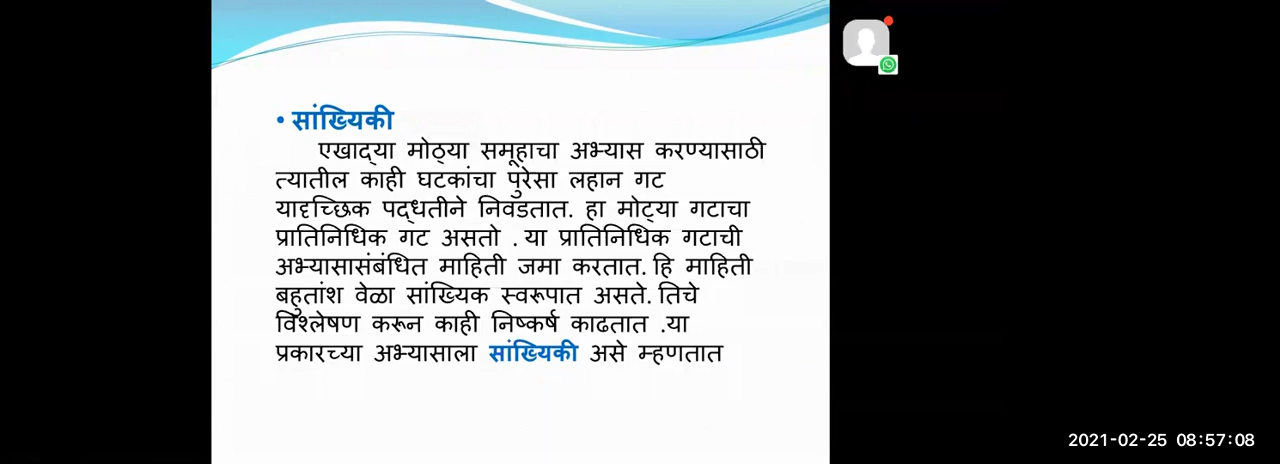 • सांख्यिकी
एखाद्या मोठ्या समूहाचा अभ्यास करण्यासाठी
त्यातील काही घटकांचा पुरेसा लहान गट
यादृच्छिक पद्धतीने निवडतात. हा मोट्या गटाचा
प्रातिनिधिक गट असतो . या प्रातिनिधिक गटाची
अभ्यासासंबंधित माहिती जमा करतात. हि माहिती
बहुतांश वेळा सांख्यिक स्वरूपात असते. तिचे
विश्लेषण करून काही निष्कर्ष काढतात .या
प्रकारच्या अभ्यासाला सांख्यिकी असे म्हणतात
2021-02-25 08:57:08